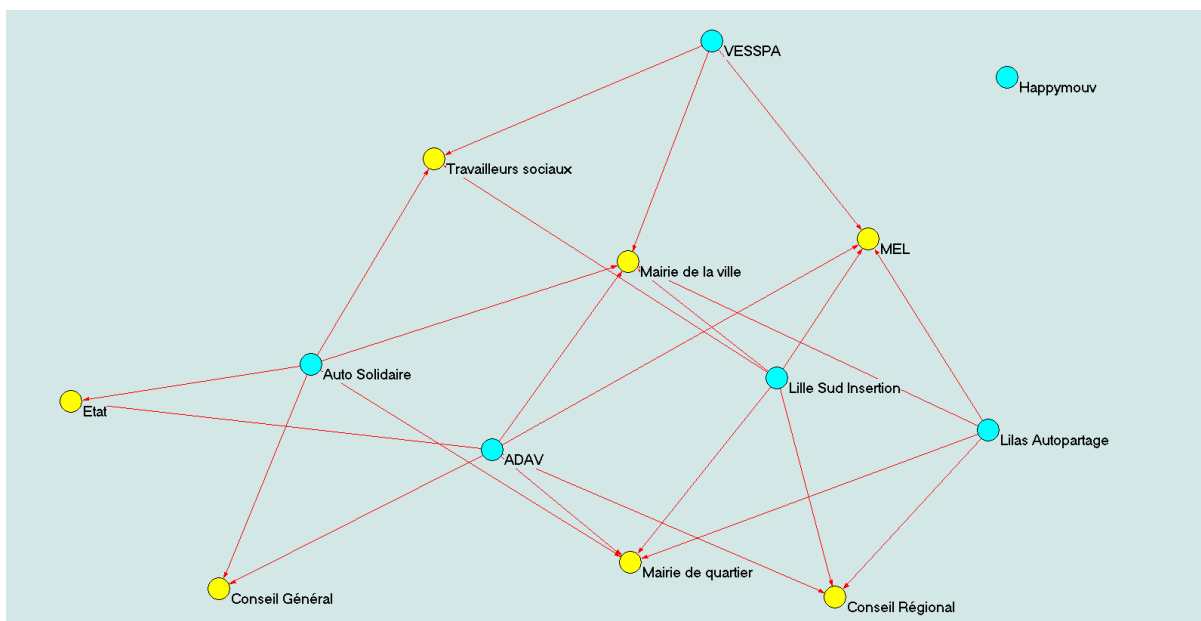 VESSPA
Happymouv
Travailleurs sociaux
MEL
Mairie de la ville
Auto Solidaire
Lille Sud Insertion
Etat
Lilas Autopartage
ADAV
Mairie de quartier
Conseil Général
Conseil Régional